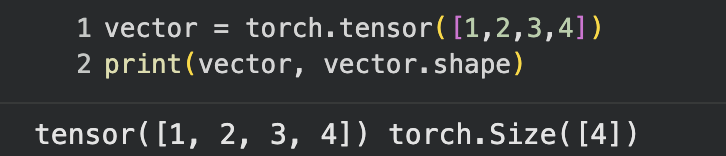 1 vector = torch.tensor([1,2,3,4])
2 print(vector, vector.shape)
tensor([1, 2, 3, 4]) torch.Size([4])